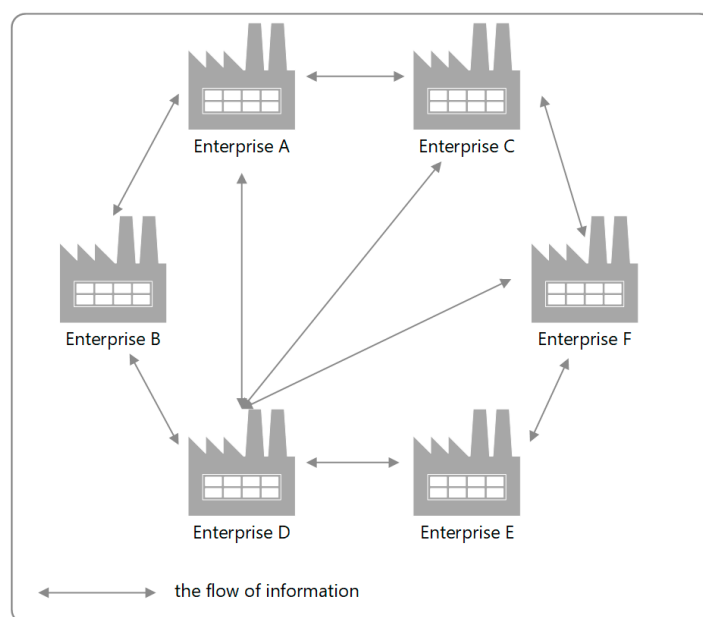 Enterprise A
Enterprise C
Enterprise B
Enterprise F
Enterprise D
Enterprise E
the flow of information